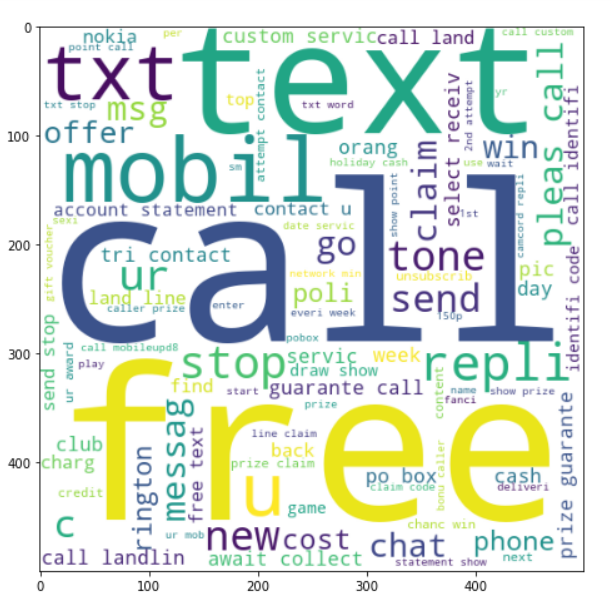 0
nokia
per
custom servic
call land
call custom
point call
txt
text
txt stop
msg
top
attempt contact
txt word
select receiv
2nd attempt
yr
pleas call
call identifi
100
offer
mobil
sm
orang
holiday cash
claim
win
use
wait
account statement
contact u
show point
1st
camcord repli
200
sexi
date servic
call
tri contact
go
tone
ur
network min
unsubscrib
pic
gift voucher
land line
poli
send
day
identifi code
caller prize
enter
everi week
150p
300
pobox
call mobileupd8
stop
servic
week
repli
send stop
ur award
play
draw show
find
guarante call
start
name
show prize
content
fanci
free
prize
prize guarante
400
club
messag
free text
line claim
back
bonu caller
charg
rington
prize claim
po box
cash
credit
u
game
claim code
deliveri
c
ur mob
new
cost
chanc win
chat
phone
call landlin
await collect
statement show
next
500
0
100
200
300
400